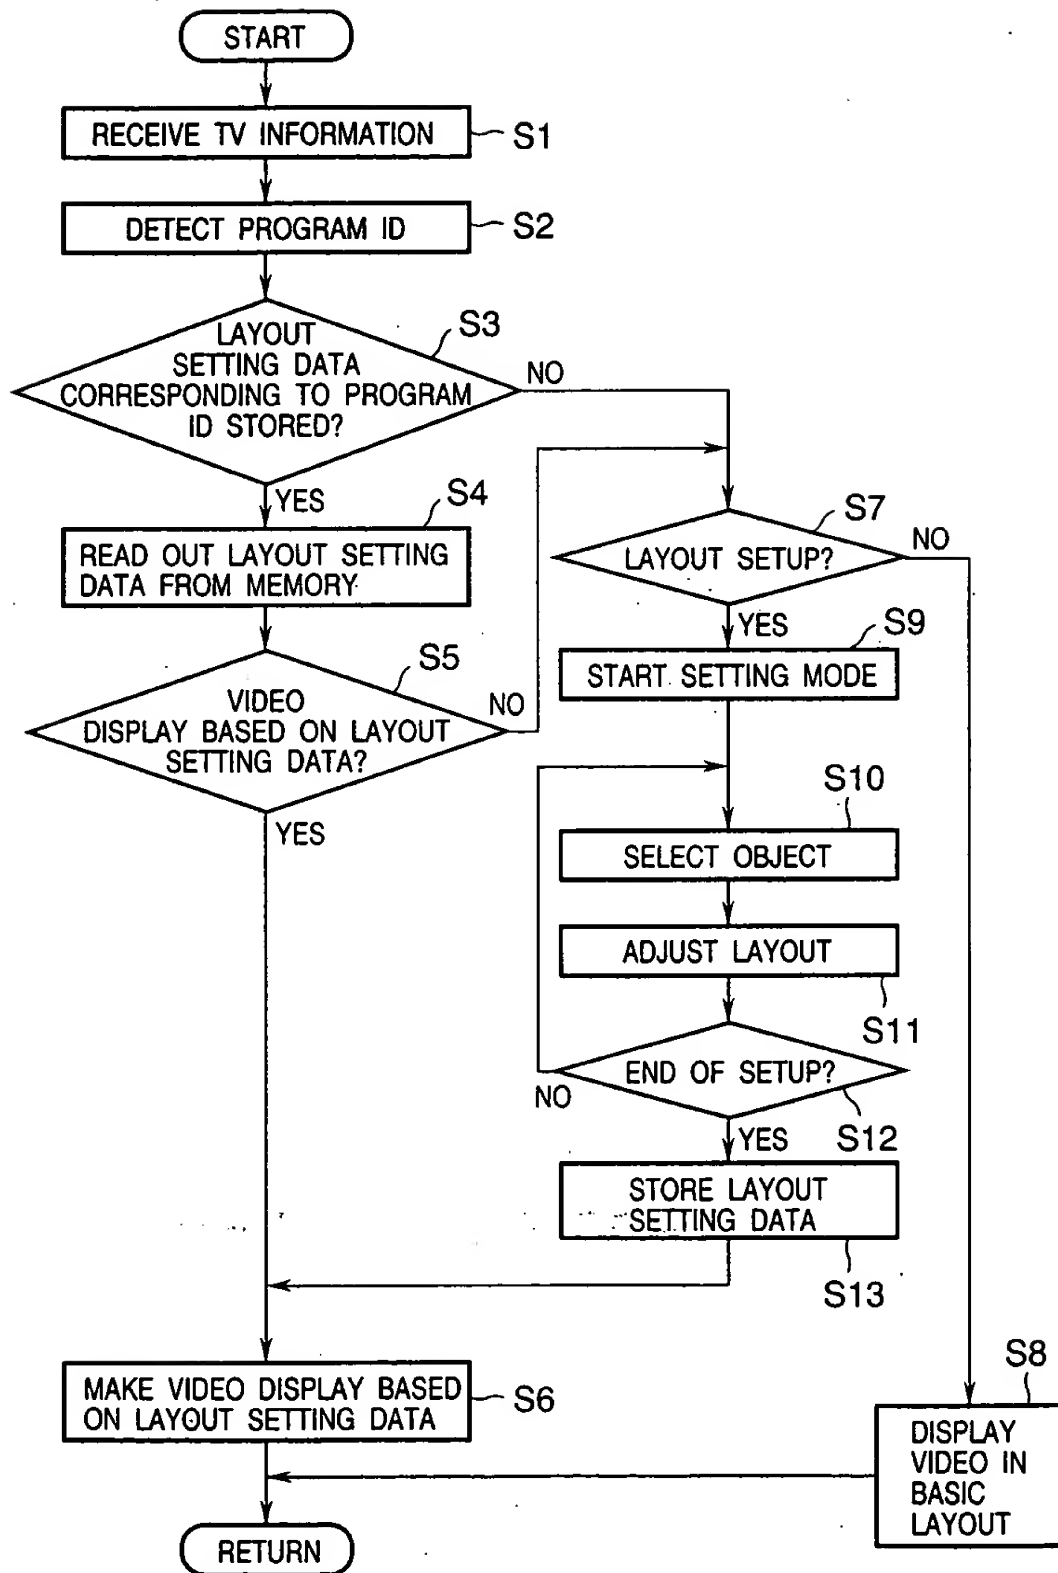 START
RECEIVE TV INFORMATION
S1
DETECT PROGRAM ID
S2
LAYOUT
SETTING DATA
CORRESPONDING TO PROGRAM
ID STORED?
S3
NO
YES
S4
READ OUT LAYOUT SETTING
DATA FROM MEMORY
S5
VIDEO
DISPLAY BASED ON LAYOUT
SETTING DATA?
NO
YES
S7
LAYOUT SETUP?
NO
YES
S9
START SETTING MODE
S10
SELECT OBJECT
ADJUST LAYOUT
S11
END OF SETUP?
NO
S12
YES
STORE LAYOUT
SETTING DATA
S13
MAKE VIDEO DISPLAY BASED
ON LAYOUT SETTING DATA
S6
S8
DISPLAY
VIDEO IN
BASIC
LAYOUT
RETURN